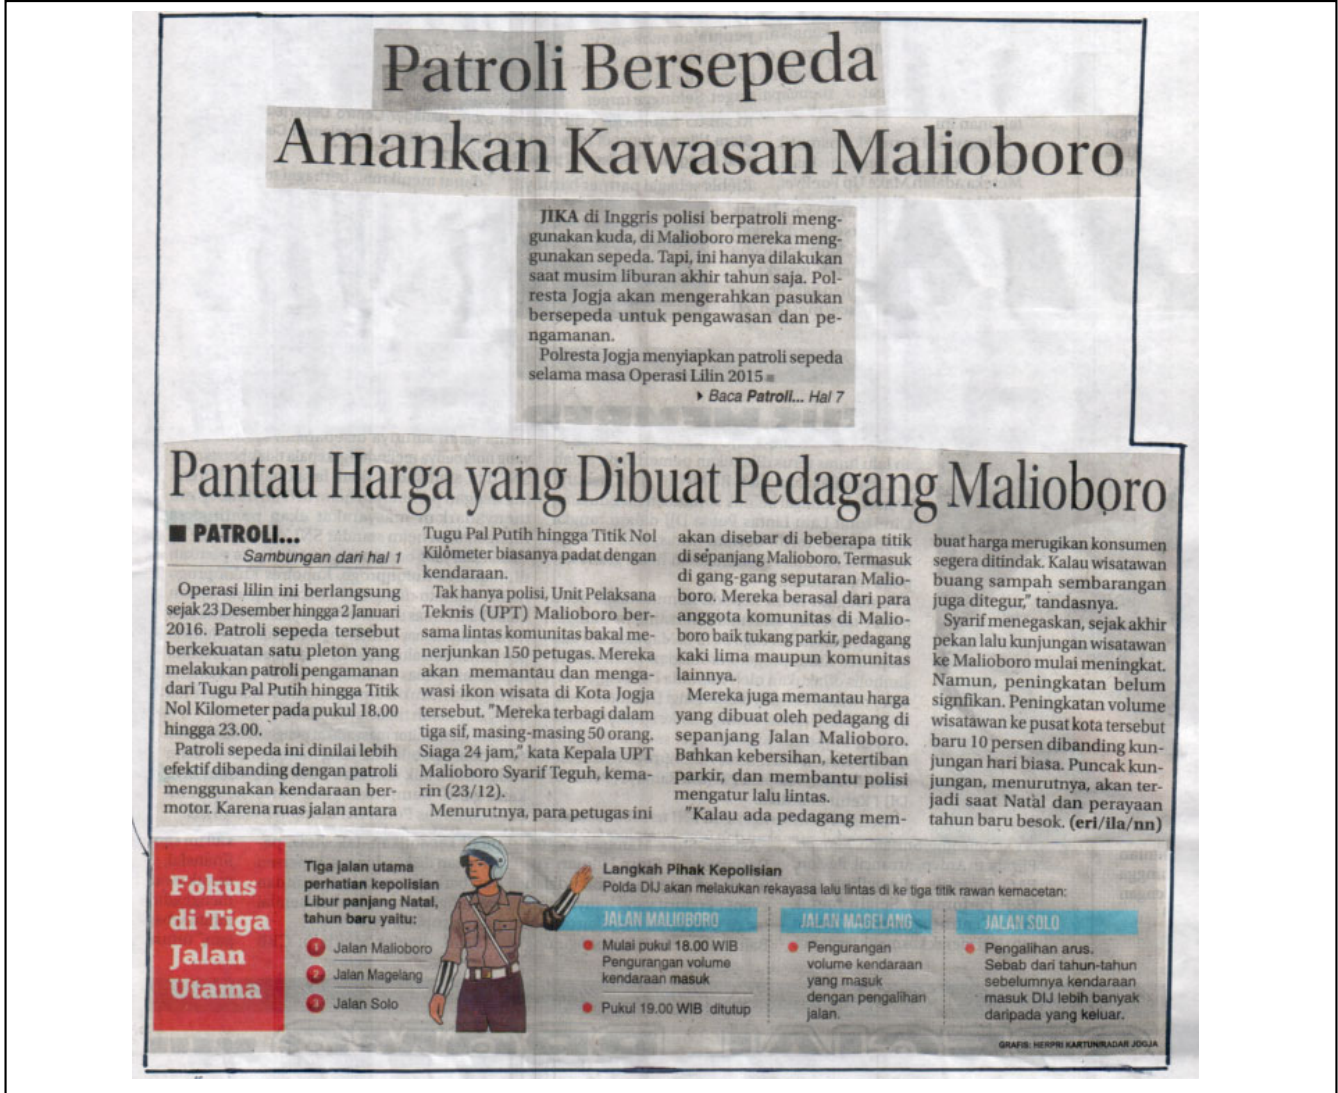 Patroli Bersepeda
Amankan Kawasan Malioboro
JIKA di Inggris polisi berpatroli meng-
gunakan kuda, di Malioboro mereka meng-
gunakan sepeda. Tapi, ini hanya dilakukan
saat musim liburan akhir tahun saja. Pol-
resta Jogja akan mengerahkan pasukan
bersepeda untuk pengawasan dan pe-
ngamanan.
Polresta Jogja menyiapkan patroli sepeda
selama masa Operasi Lilin 2015 ■
Baca Patroli... Hal 7
Pantau Harga yang Dibuat Pedagang Malioboro
■ PATROLI...
Sambungan dari hal 1
Operasi lilin ini berlangsung
sejak 23 Desember hingga 2 Januari
2016. Patroli sepeda tersebut
berkekuatan satu pleton yang
melakukan patroli pengamanan
dari Tugu Pal Putih hingga Titik
Nol Kilometer pada pukul 18.00
hingga 23.00.
Patroli sepeda ini dinilai lebih
efektif dibanding dengan patroli
menggunakan kendaraan ber-
motor. Karena ruas jalan antara
Tugu Pal Putih hingga Titik Nol
Kilometer biasanya padat dengan
kendaraan.
Tak hanya polisi, Unit Pelaksana
Teknis (UPT) Malioboro ber-
sama lintas komunitas bakal me-
nerjunkan 150 petugas. Mereka
akan memantau dan menga-
wasi ikon wisata di Kota Jogja
tersebut. "Mereka terbagi dalam
tiga sif, masing-masing 50 orang.
Siaga 24 jam," kata Kepala UPT
Malioboro Syarif Teguh, kema-
rin (23/12).
Menurutnya, para petugas ini
akan disebar di beberapa titik
di sepanjang Malioboro. Termasuk
di gang-gang seputaran Malio-
boro. Mereka berasal dari para
anggota komunitas di Malio-
boro baik tukang parkir, pedagang
kaki lima maupun komunitas
lainnya.
Mereka juga memantau harga
yang dibuat oleh pedagang di
sepanjang Jalan Malioboro.
Bahkan kebersihan, ketertiban
parkir, dan membantu polisi
mengatur lalu lintas.
"Kalau ada pedagang mem-
buat harga merugikan konsumen
segera ditindak. Kalau wisatawan
buang sampah sembarangan
juga ditegur," tandasnya.
Syarif menegaskan, sejak akhir
pekan lalu kunjungan wisatawan
ke Malioboro mulai meningkat.
Namun, peningkatan belum
signfikan. Peningkatan volume
wisatawan ke pusat kota tersebut
baru 10 persen dibanding kun-
jungan hari biasa. Puncak kun-
jungan, menurutnya, akan ter-
jadi saat Natal dan perayaan
tahun baru besok. (eri/ila/nn)
Fokus
di Tiga
Jalan
Utama
Tiga jalan utama
perhatian kepolisian
Libur panjang Natal,
tahun baru yaitu:
1 Jalan Malioboro
2 Jalan Magelang
3 Jalan Solo
Langkah Pihak Kepolisian
Polda DIJ akan melakukan rekayasa lalu lintas di ke tiga titik rawan kemacetan:
JALAN MALIOBORO
Mulai pukul 18.00 WIB
Pengurangan volume
kendaraan masuk
Pukul 19.00 WIB ditutup
JALAN MAGELANG
Pengurangan
volume kendaraan
yang masuk
dengan pengalihan
jalan.
JALAN SOLO
Pengalihan arus.
Sebab dari tahun-tahun
sebelumnya kendaraan
masuk DIJ lebih banyak
daripada yang keluar.
GRAFIS: HERPRI KARTUN/RADAR JOGJA